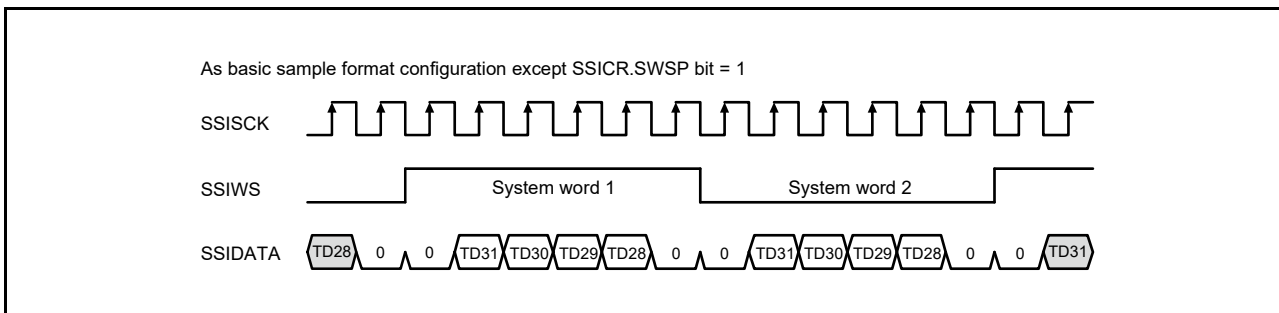 As basic sample format configuration except SSICR.SWSP bit = 1
SSISCK
SSIWS System word 1 System word 2
SSIDATA TD28 0 0 TD31 TD30 TD29 TD28 0 0 TD31 TD30 TD29 TD28 0 0 TD31